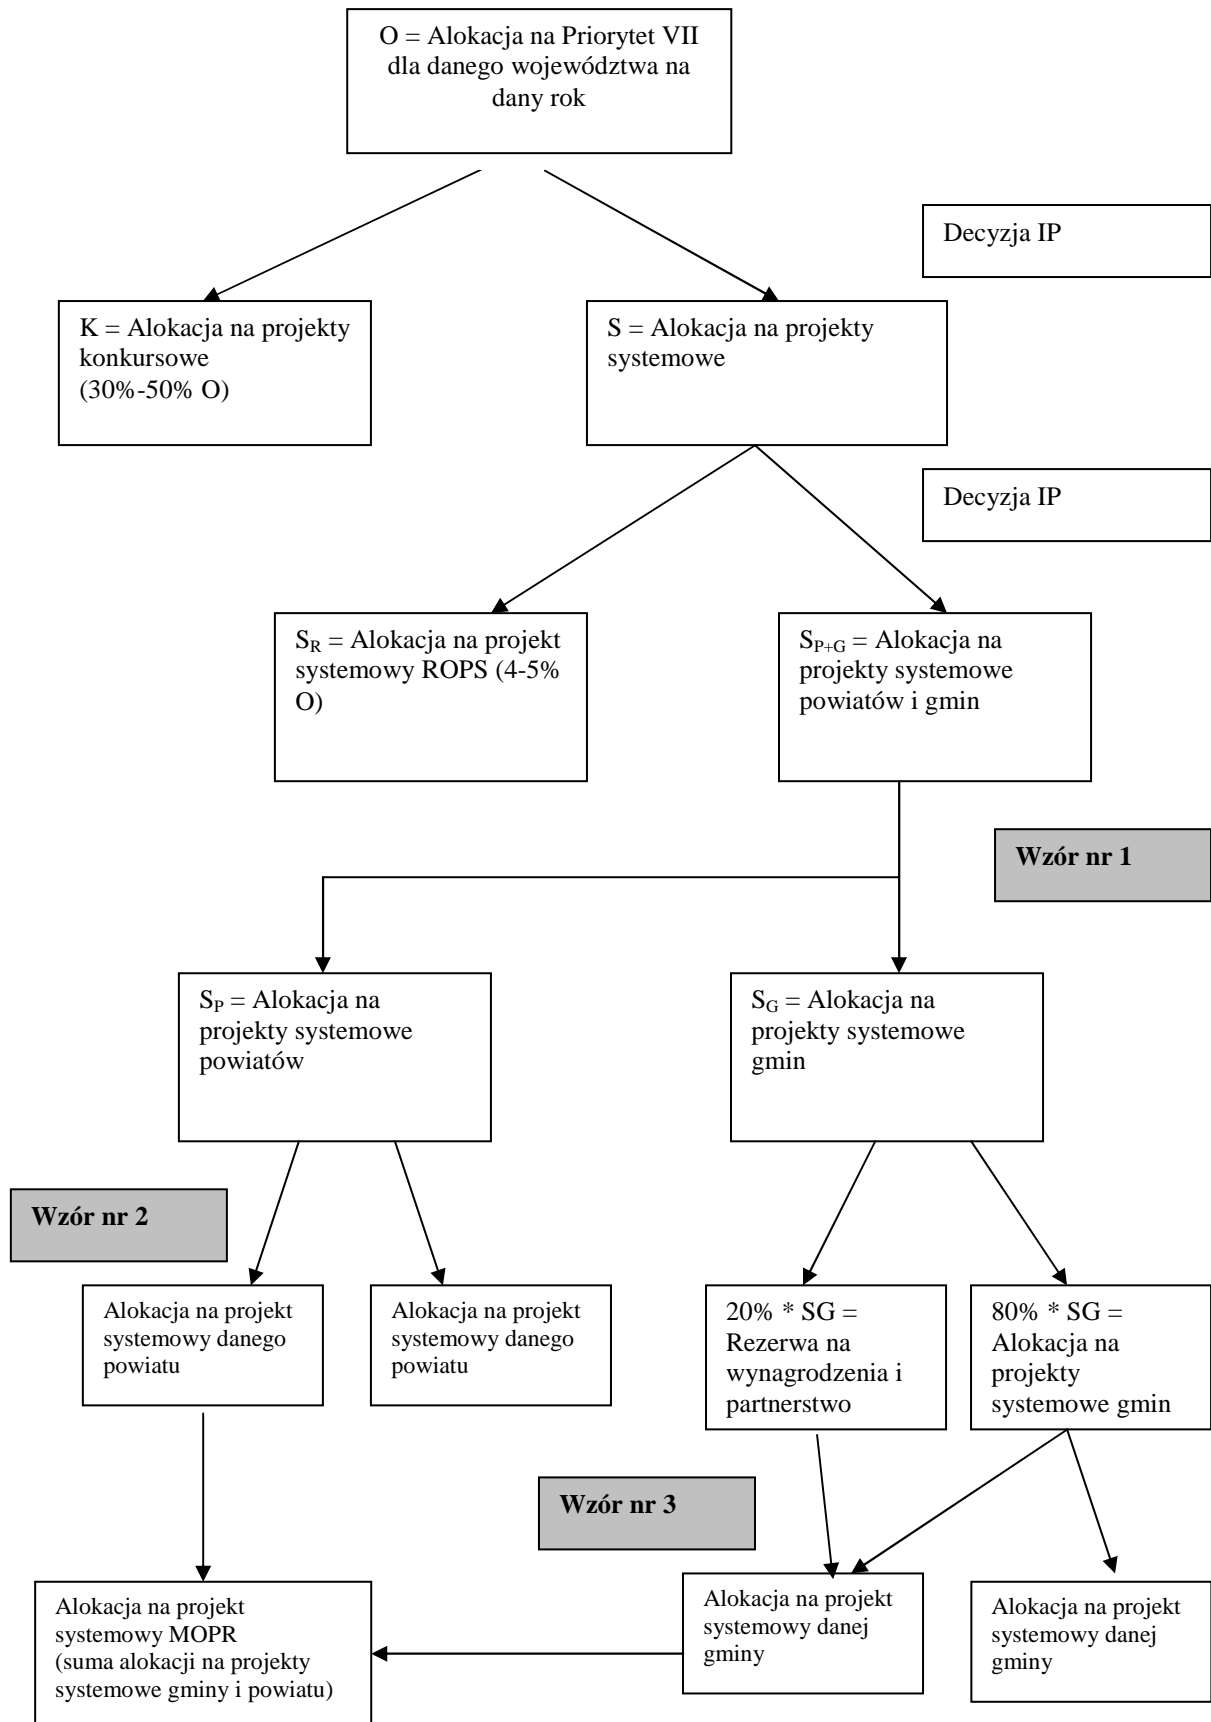 O = Alokacja na Priorytet VII
dla danego województwa na
dany rok
Decyzja IP
K = Alokacja na projekty
konkursowe
(30%-50% O)
S = Alokacja na projekty
systemowe
Decyzja IP
S_R = Alokacja na projekt
systemowy ROPS (4-5%
O)
S_P+G = Alokacja na
projekty systemowe
powiatów i gmin
Wzór nr 1
S_P = Alokacja na
projekty systemowe
powiatów
S_G = Alokacja na
projekty systemowe
gmin
Wzór nr 2
Alokacja na projekt
systemowy danego
powiatu
Alokacja na projekt
systemowy danego
powiatu
20% * SG =
Rezerwa na
wynagrodzenia i
partnerstwo
80% * SG =
Alokacja na
projekty
systemowe gmin
Wzór nr 3
Alokacja na projekt
systemowy MOPR
(suma alokacji na projekty
systemowe gminy i powiatu)
Alokacja na projekt
systemowy danej
gminy
Alokacja na projekt
systemowy danej
gminy